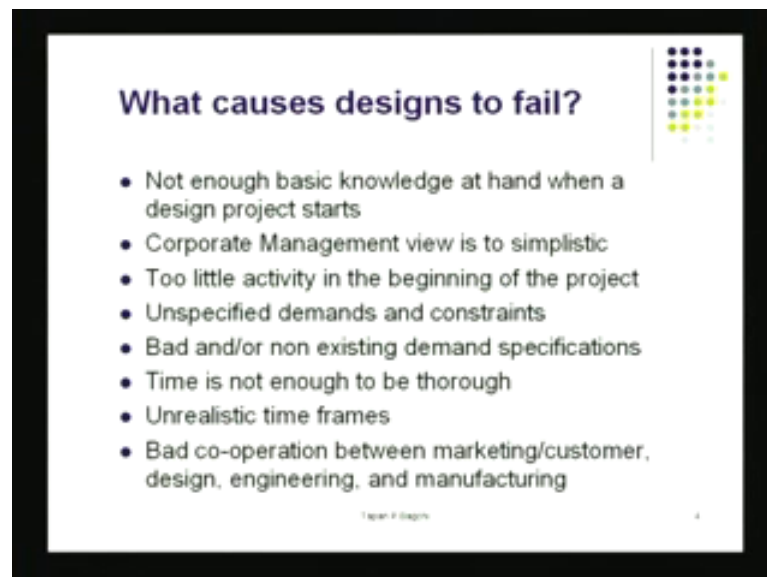 What causes designs to fail?
● Not enough basic knowledge at hand when a
design project starts
● Corporate Management view is to simplistic
● Too little activity in the beginning of the project
● Unspecified demands and constraints
● Bad and/or non existing demand specifications
● Time is not enough to be thorough
● Unrealistic time frames
● Bad co-operation between marketing/customer,
design, engineering, and manufacturing